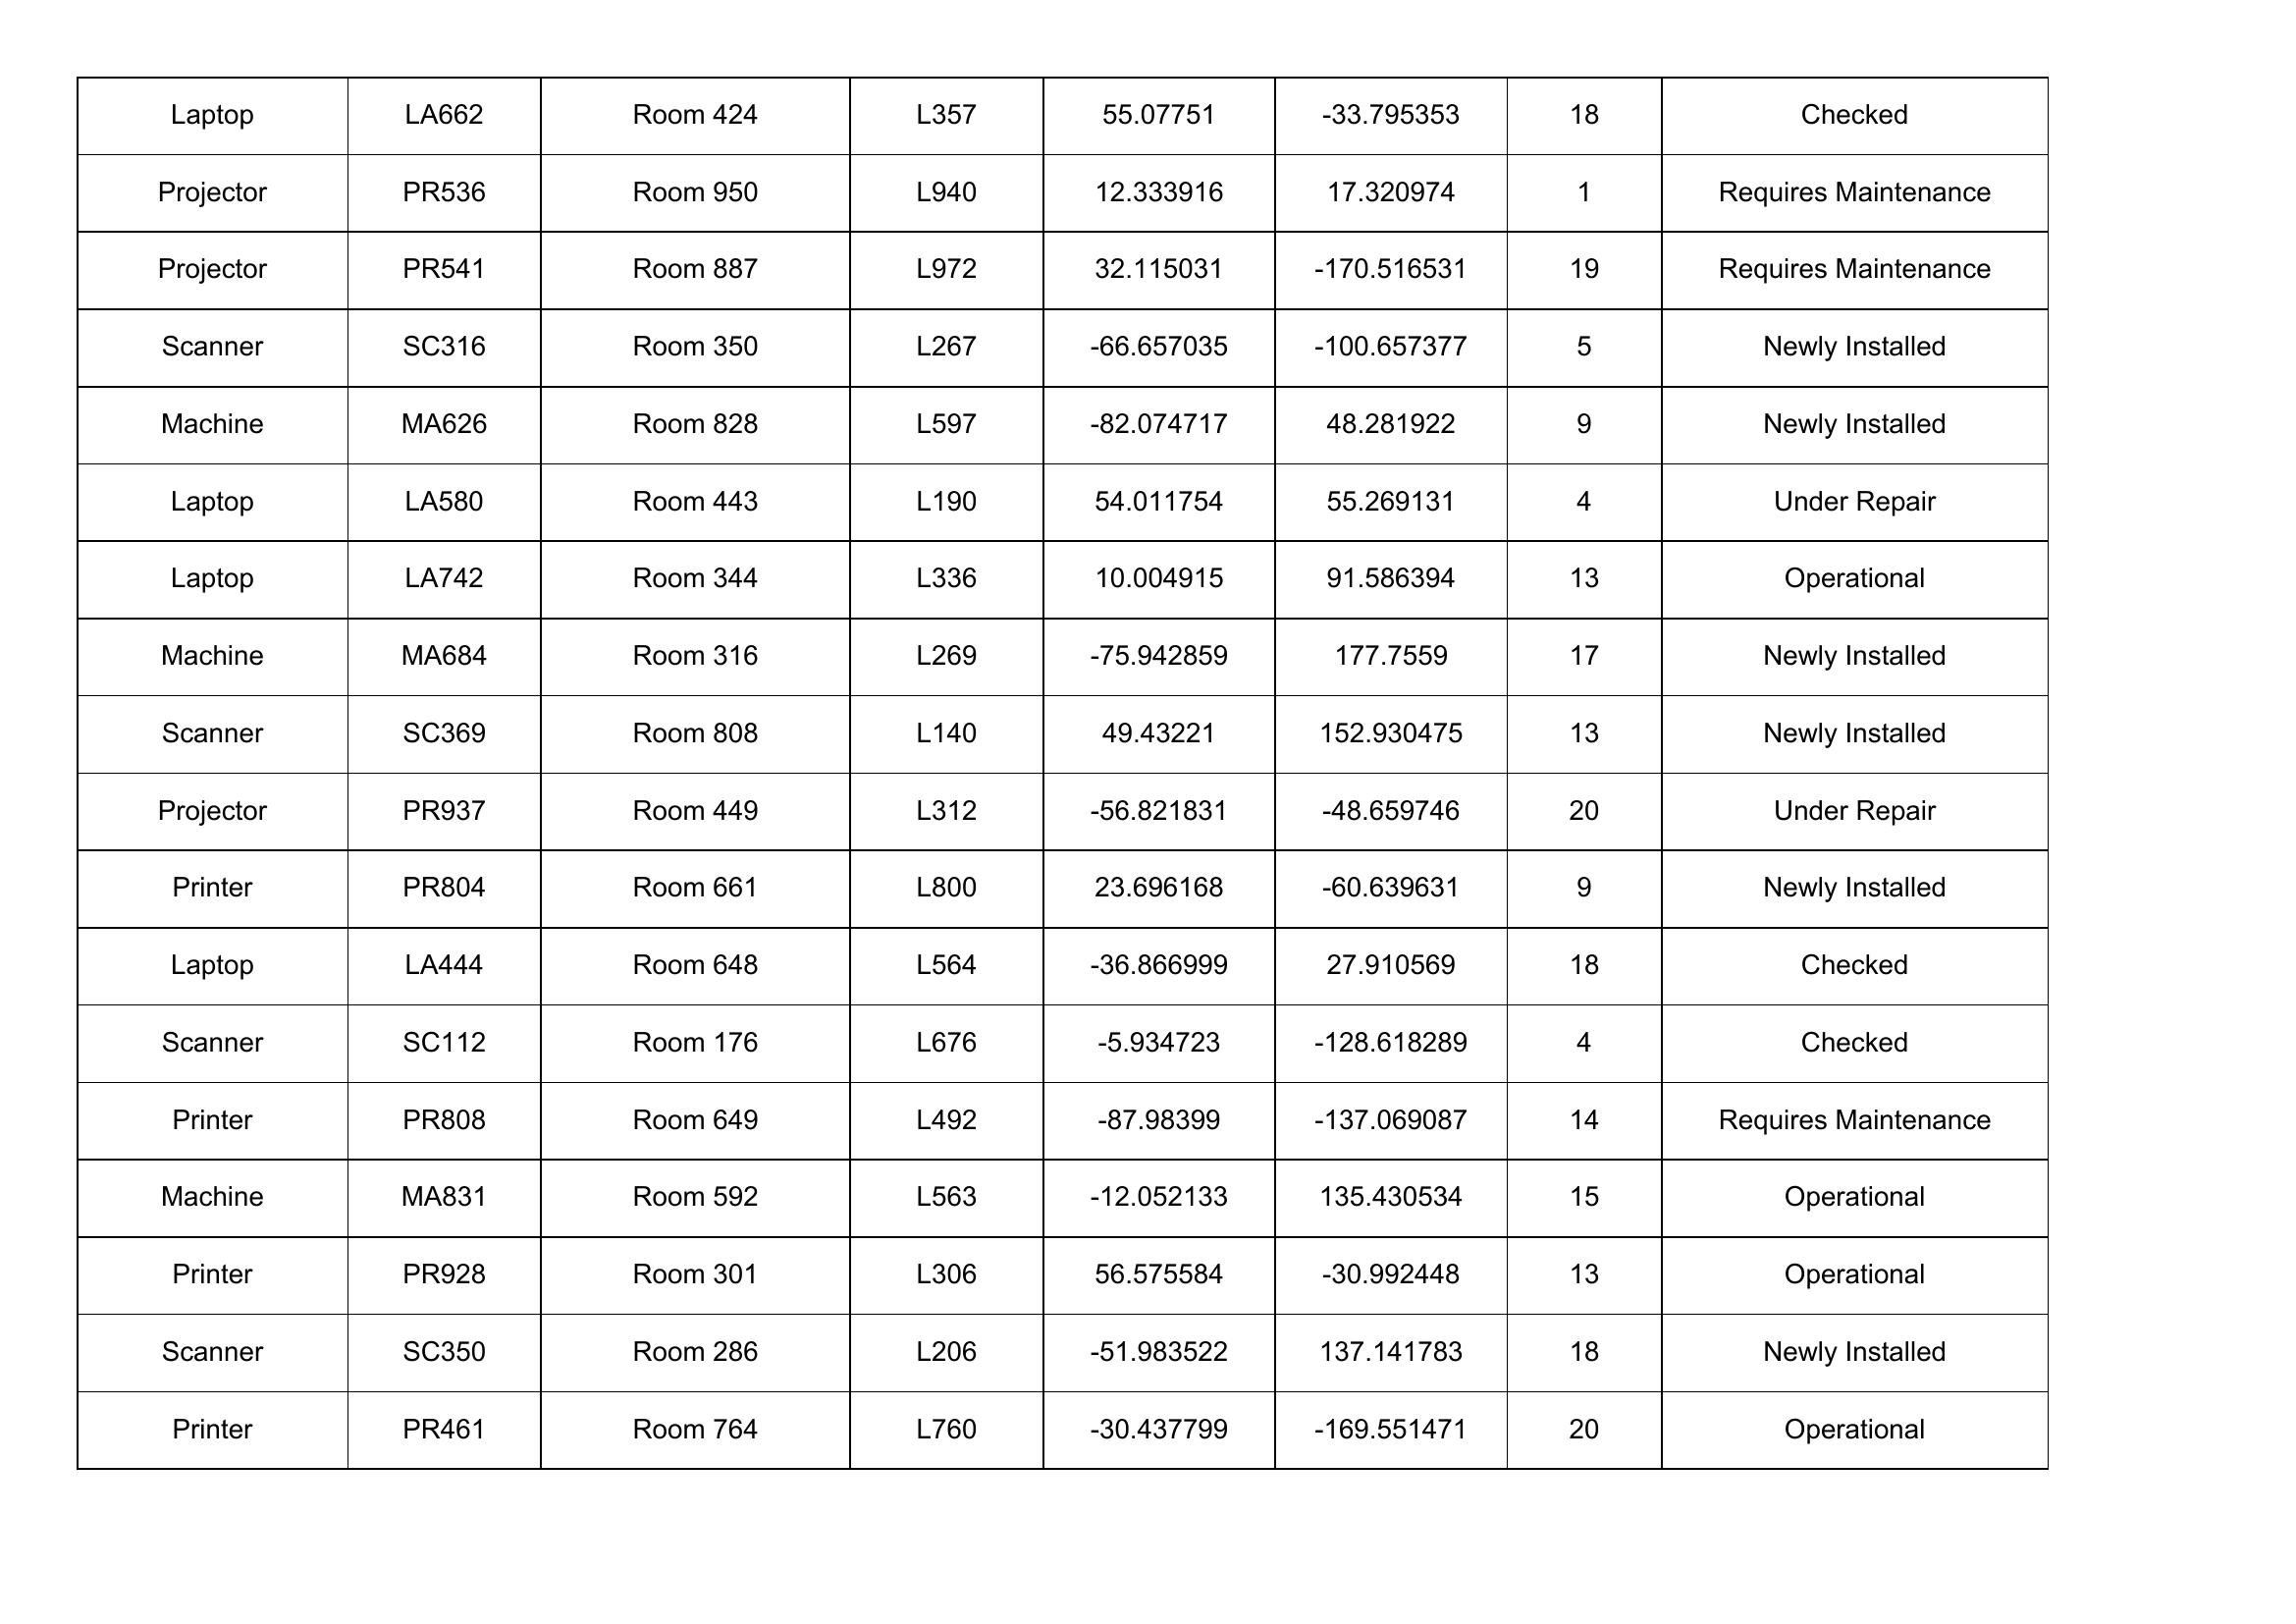 Laptop LA662 Room 424 L357 55.07751 -33.795353 18 Checked
Projector PR536 Room 950 L940 12.333916 17.320974 1 Requires Maintenance
Projector PR541 Room 887 L972 32.115031 -170.516531 19 Requires Maintenance
Scanner SC316 Room 350 L267 -66.657035 -100.657377 5 Newly Installed
Machine MA626 Room 828 L597 -82.074717 48.281922 9 Newly Installed
Laptop LA580 Room 443 L190 54.011754 55.269131 4 Under Repair
Laptop LA742 Room 344 L336 10.004915 91.586394 13 Operational
Machine MA684 Room 316 L269 -75.942859 177.7559 17 Newly Installed
Scanner SC369 Room 808 L140 49.43221 152.930475 13 Newly Installed
Projector PR937 Room 449 L312 -56.821831 -48.659746 20 Under Repair
Printer PR804 Room 661 L800 23.696168 -60.639631 9 Newly Installed
Laptop LA444 Room 648 L564 -36.866999 27.910569 18 Checked
Scanner SC112 Room 176 L676 -5.934723 -128.618289 4 Checked
Printer PR808 Room 649 L492 -87.98399 -137.069087 14 Requires Maintenance
Machine MA831 Room 592 L563 -12.052133 135.430534 15 Operational
Printer PR928 Room 301 L306 56.575584 -30.992448 13 Operational
Scanner SC350 Room 286 L206 -51.983522 137.141783 18 Newly Installed
Printer PR461 Room 764 L760 -30.437799 -169.551471 20 Operational